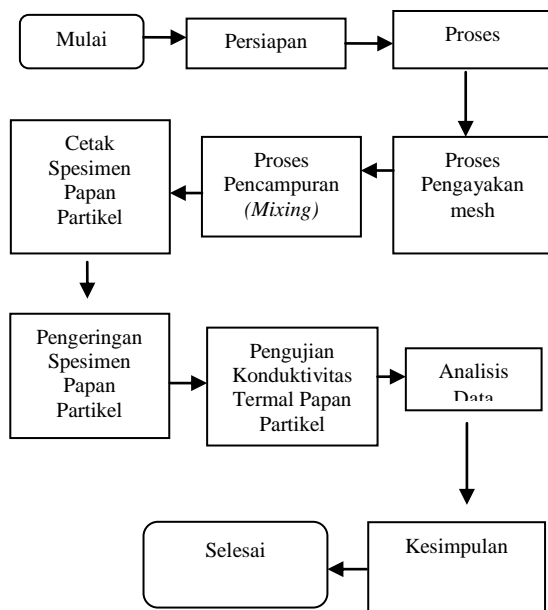 Mulai
Persiapan
Proses
Proses
Pengayakan
mesh
Proses
Pencampuran
(Mixing)
Cetak
Spesimen
Papan
Partikel
Pengeringan
Spesimen
Papan
Partikel
Pengujian
Konduktivitas
Termal Papan
Partikel
Analisis
Data
Kesimpulan
Selesai